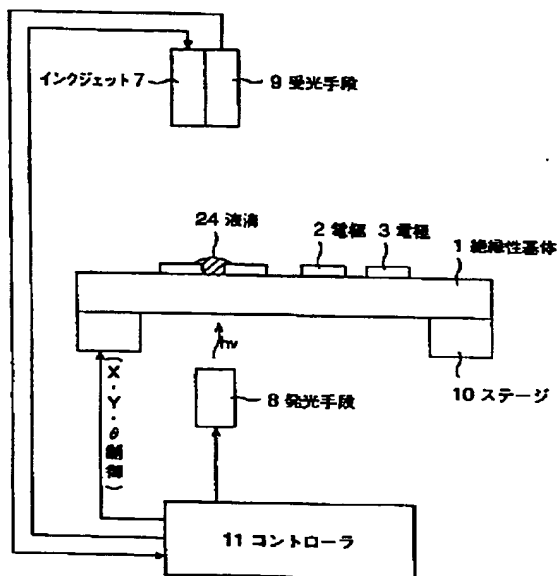 インクジェット 7
9 受光手段
24 液滴
2 電極
3 電極
1 絶縁性基体
hν
10 ステージ
(X・Y・θ制御)
8 発光手段
11 コントローラ